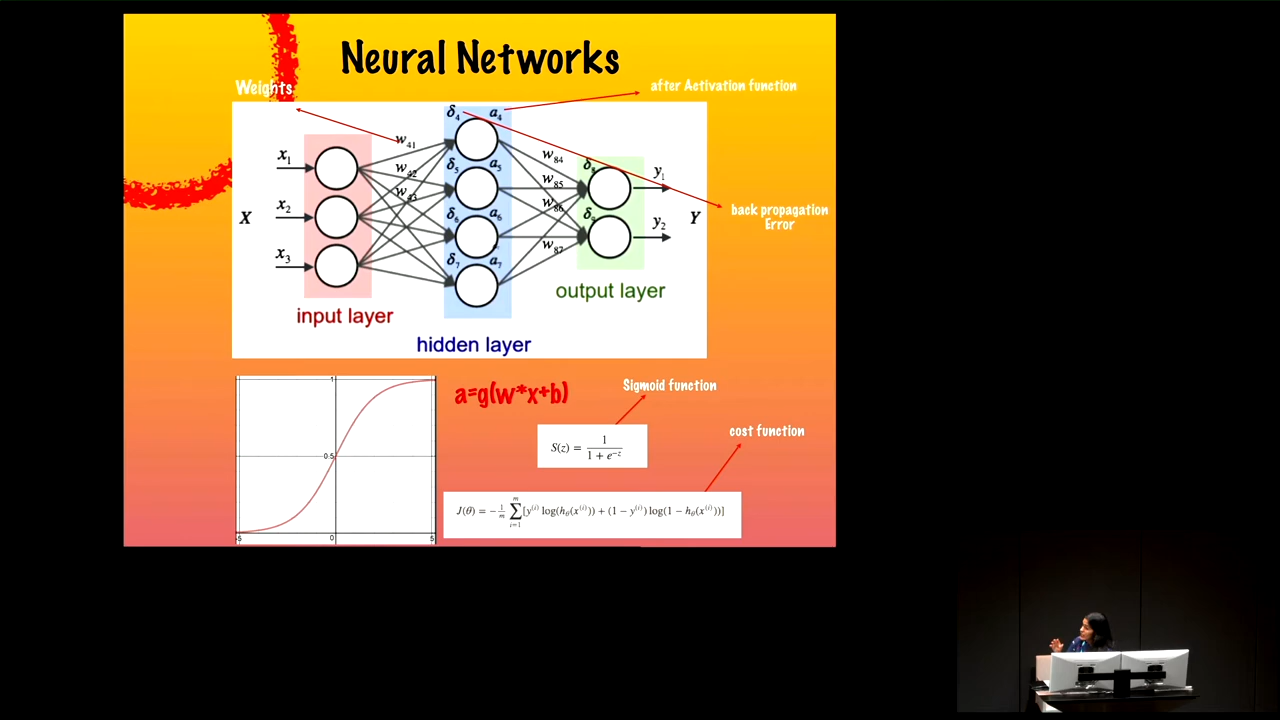 Neural Networks
Weights
after Activation function
δ₄ a₄
w₄₁
x₁
w₈₄
w₄₂
δ₅ a₅
δ₈
y₁
w₈₅
w₄₃
x₂
X
δ₆ a₆
w₈₆
δ₉
y₂
Y
back propagation
Error
x₃
δ₇ a₇
w₈₇
output layer
input layer
hidden layer
1
0.5
-5
0
5
a=g(w*x+b)
Sigmoid function
S(z) = 1 / (1 + e^{-z})
cost function
J(θ) = -1/m ∑_{i=1}^{m} [y^{(i)} log(h_θ(x^{(i)})) + (1 − y^{(i)}) log(1 − h_θ(x^{(i)}))]